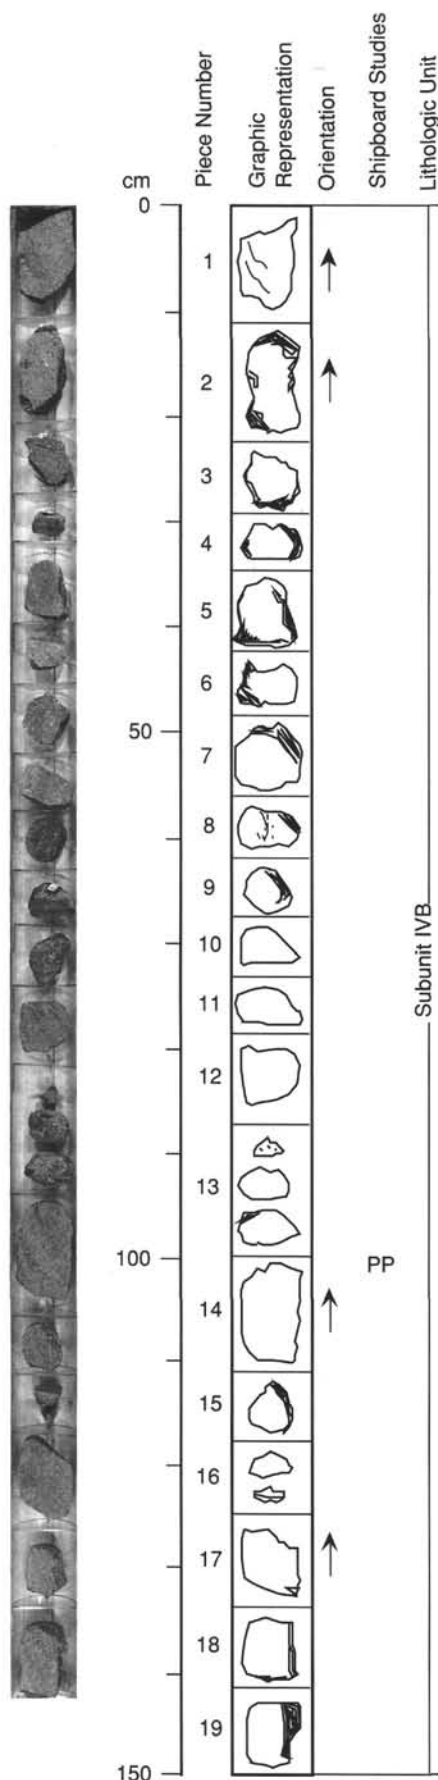 cm
Piece Number
Graphic
Representation
Orientation
Shipboard Studies
Lithologic Unit
0
1
2
3
4
5
6
50
7
8
9
10
11
Subunit IVB
12
13
100
PP
14
15
16
17
18
19
150